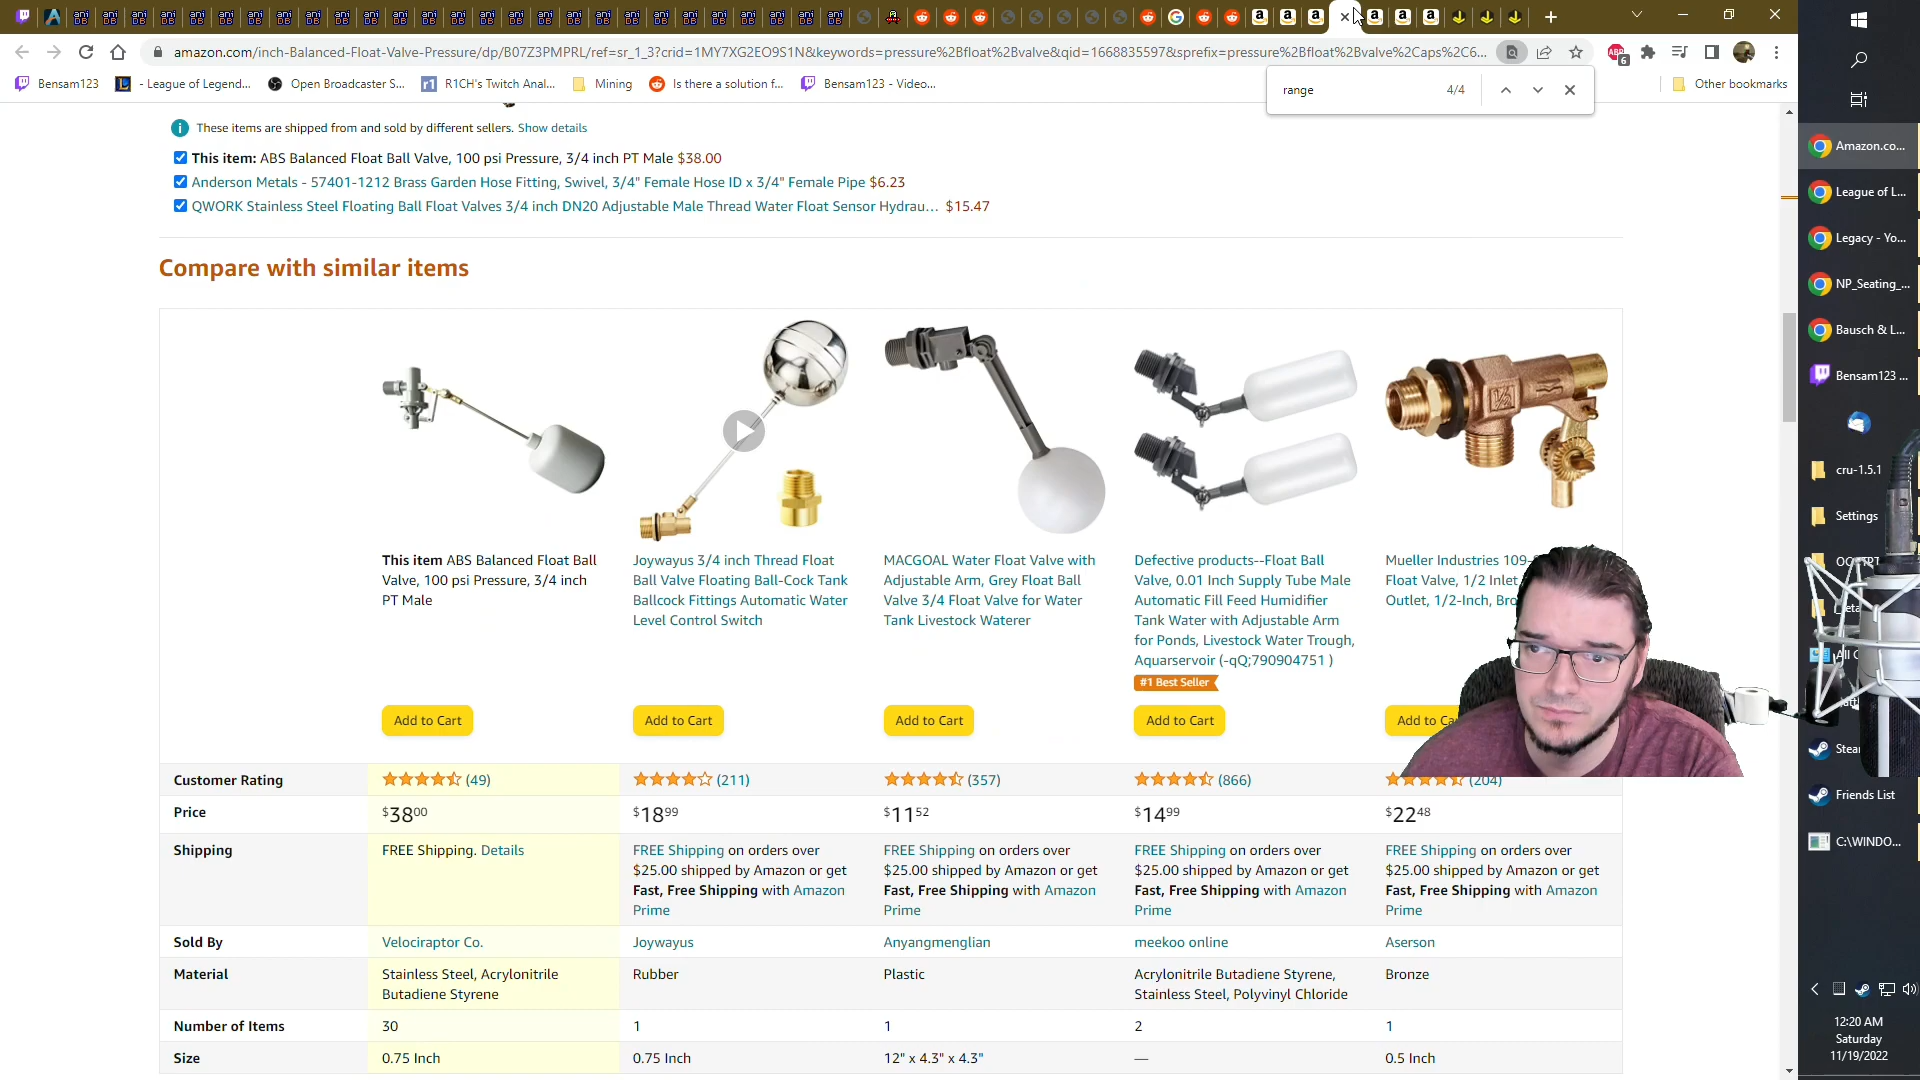 amazon.com/inch-Balanced-Float-Valve-Pressure/dp/B07Z3PMPRL/ref=sr_1_3?crid=1MY7XG2EO9S1N&keywords=pressure%2Bfloat%2Bvalve&qid=1668835597&sprefix=pressure%2Bfloat%2Bvalve%2Caps%2C6...
Bensam123
- League of Legend...
Open Broadcaster S...
R1CH's Twitch Anal...
Mining
Is there a solution f...
Bensam123 - Video...
Other bookmarks
range
4/4
These items are shipped from and sold by different sellers. Show details
This item: ABS Balanced Float Ball Valve, 100 psi Pressure, 3/4 inch PT Male $38.00
Anderson Metals - 57401-1212 Brass Garden Hose Fitting, Swivel, 3/4" Female Hose ID x 3/4" Female Pipe $6.23
QWORK Stainless Steel Floating Ball Float Valves 3/4 inch DN20 Adjustable Male Thread Water Float Sensor Hydrau... $15.47
Compare with similar items
This item ABS Balanced Float Ball
Valve, 100 psi Pressure, 3/4 inch
PT Male
Joywayus 3/4 inch Thread Float
Ball Valve Floating Ball-Cock Tank
Ballcock Fittings Automatic Water
Level Control Switch
MACGOAL Water Float Valve with
Adjustable Arm, Grey Float Ball
Valve 3/4 Float Valve for Water
Tank Livestock Waterer
Defective products--Float Ball
Valve, 0.01 Inch Supply Tube Male
Automatic Fill Feed Humidifier
Tank Water with Adjustable Arm
for Ponds, Livestock Water Trough,
Aquarservoir (-qQ;790904751 )
#1 Best Seller
Mueller Industries
Float Valve, 1/2 Inlet
Outlet, 1/2-Inch,
Add to Cart
Add to Cart
Add to Cart
Add to Cart
Add to
Customer Rating
(49)
(211)
(357)
(866)
(204)
Price
$3800
$1899
$1152
$1499
$2248
Shipping
FREE Shipping. Details
FREE Shipping on orders over
$25.00 shipped by Amazon or get
Fast, Free Shipping with Amazon
Prime
FREE Shipping on orders over
$25.00 shipped by Amazon or get
Fast, Free Shipping with Amazon
Prime
FREE Shipping on orders over
$25.00 shipped by Amazon or get
Fast, Free Shipping with Amazon
Prime
FREE Shipping on orders over
$25.00 shipped by Amazon or get
Fast, Free Shipping with Amazon
Prime
Sold By
Velociraptor Co.
Joywayus
Anyangmenglian
meekoo online
Aserson
Material
Stainless Steel, Acrylonitrile
Butadiene Styrene
Rubber
Plastic
Acrylonitrile Butadiene Styrene,
Stainless Steel, Polyvinyl Chloride
Bronze
Number of Items
30
1
1
2
1
Size
0.75 Inch
0.75 Inch
12" x 4.3" x 4.3"
—
0.5 Inch
Amazon.co...
League of L...
Legacy - Yo...
NP_Seating_...
Bausch & L...
Bensam123 ...
cru-1.5.1
Settings
Friends List
C:\WINDO...
12:20 AM
Saturday
11/19/2022